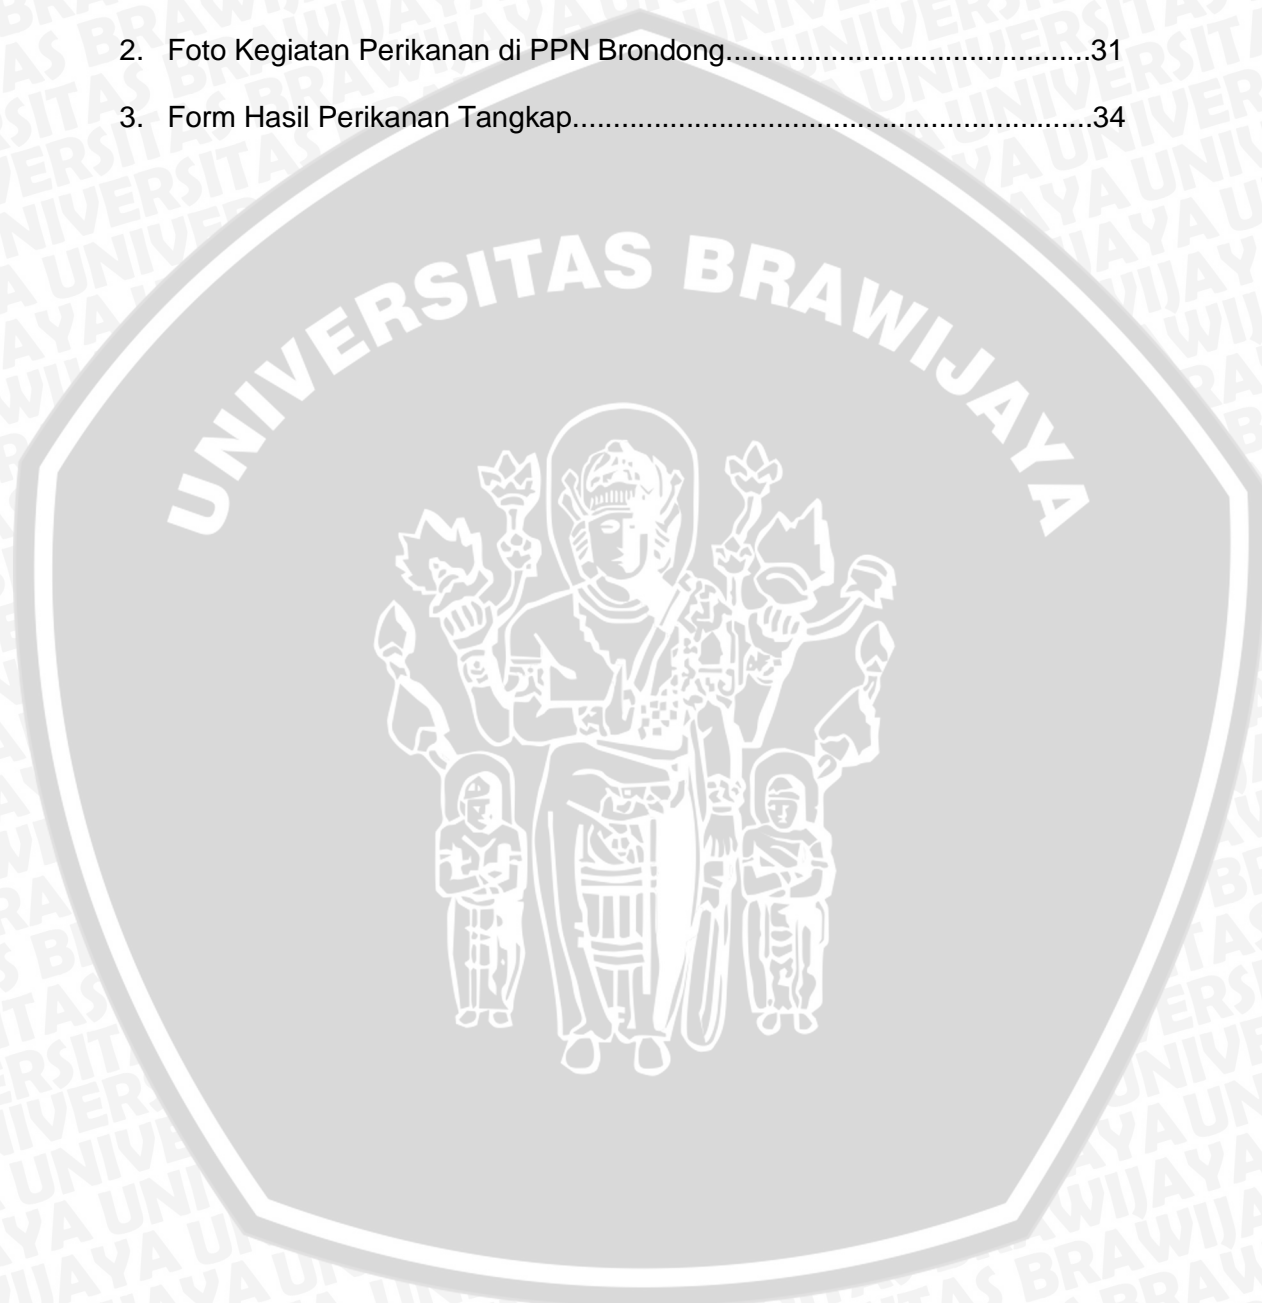 2. Foto Kegiatan Perikanan di PPN Brondong.............................................31
3. Form Hasil Perikanan Tangkap................................................................34
UNIVERSITAS BRAWIJAYA